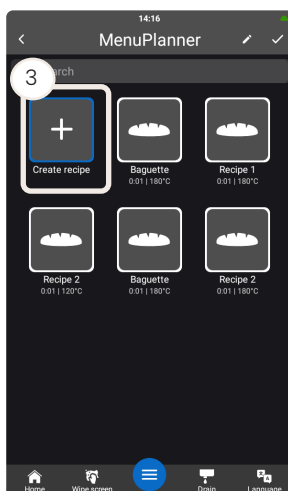 14:16
MenuPlanner
3
Create recipe
Baguette
0:01 | 180°C
Recipe 1
0:01 | 180°C
Recipe 2
0:01 | 120°C
Baguette
0:01 | 180°C
Recipe 2
0:01 | 180°C
Home
Wipe screen
Drain
Language